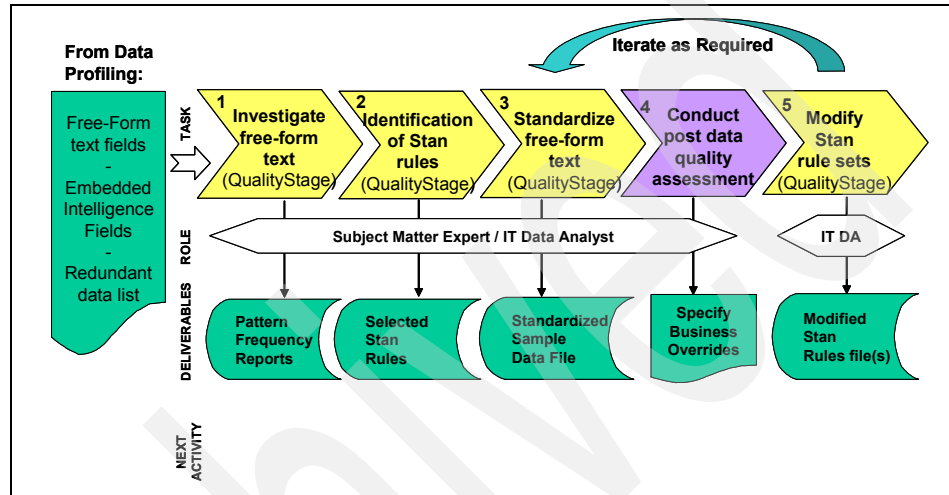 From Data
Profiling:
Free-Form
text fields
-
Embedded
Intelligence
Fields
-
Redundant
data list
Iterate as Required
TASK
1
Investigate
free-form
text
(QualityStage)
2
Identification
of Stan
rules
(QualityStage)
3
Standardize
free-form
text
(QualityStage)
4
Conduct
post data
quality
assessment
5
Modify
Stan
rule sets
(QualityStage)
ROLE
Subject Matter Expert / IT Data Analyst
IT DA
DELIVERABLES
Pattern
Frequency
Reports
Selected
Stan
Rules
Standardized
Sample
Data File
Specify
Business
Overrides
Modified
Stan
Rules file(s)
NEXT
ACTIVITY